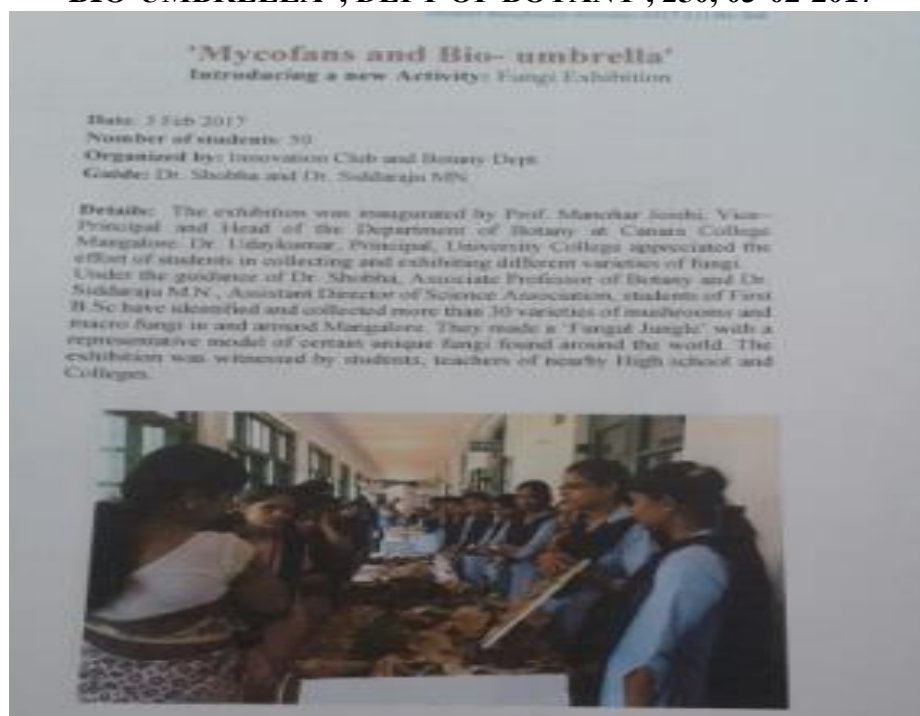 BIO-UMBRELLA', DEPT OF BOTANY, 250, 03-02-2017
'Mycofans and Bio- umbrella'
Introducing a new Activity: Fungi Exhibition
Date: 3 Feb 2017
Number of students: 50
Organized by: Innovation Club and Botany Dept.
Guide: Dr. Shobha and Dr. Siddaraju MN
Details: The exhibition was inaugurated by Prof. Manohar Joshi, Vice-
Principal and Head of the Department of Botany at Canara College
Mangalore. Dr. Udaykumar, Principal, University College appreciated the
effort of students in collecting and exhibiting different varieties of fungi.
Under the guidance of Dr. Shobha, Associate Professor of Botany and Dr.
Siddaraju M.N., Assistant Director of Science Association, students of First
B.Sc have identified and collected more than 30 varieties of mushrooms and
macro fungi in and around Mangalore. They made a 'Fungal Jungle' with a
representative model of certain unique fungi found around the world. The
exhibition was witnessed by students, teachers of nearby High school and
Colleges.